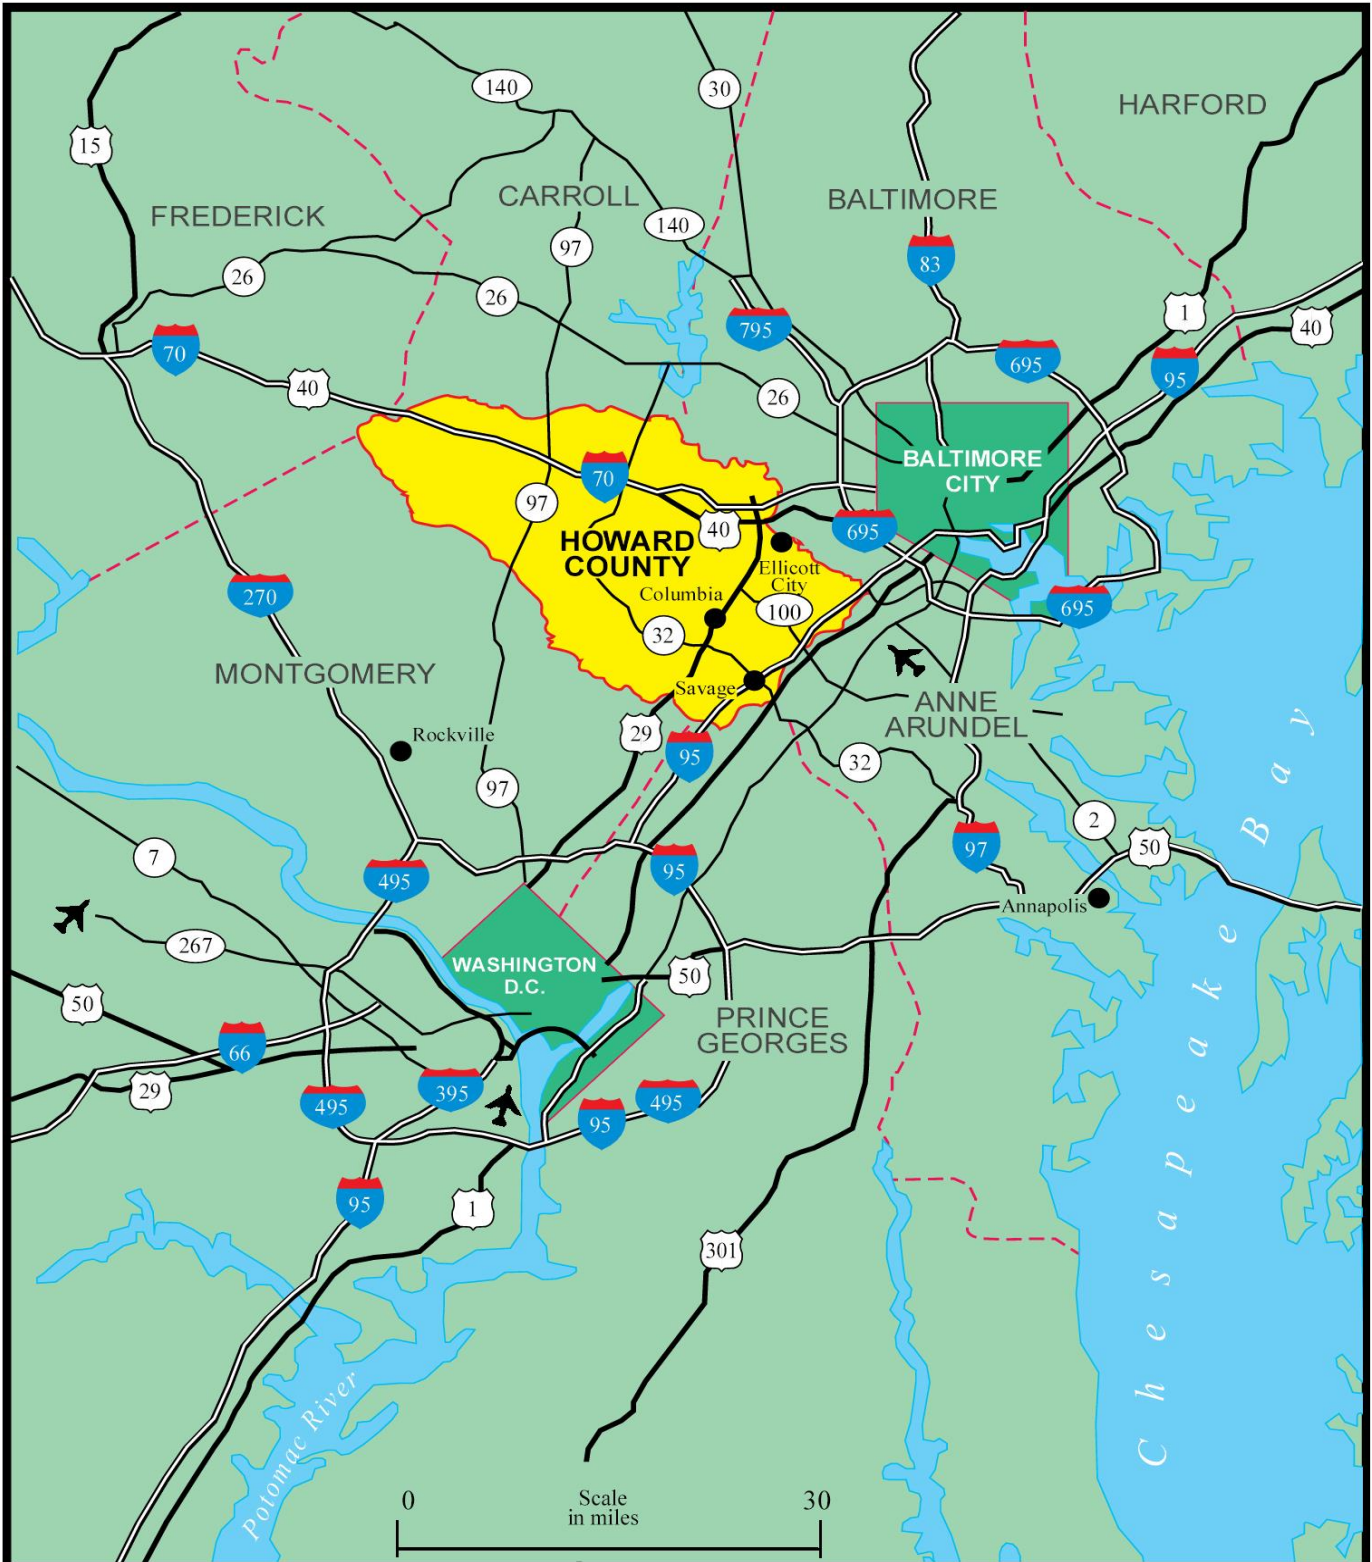 140
30
HARFORD
15
CARROLL
BALTIMORE
FREDERICK
140
97
83
26
26
1
795
40
70
695
95
40
26
BALTIMORE
CITY
70
97
40
695
HOWARD
COUNTY
Ellicott
City
270
Columbia
100
695
32
MONTGOMERY
Savage
ANNE
ARUNDEL
Rockville
29
95
32
97
2
7
97
50
95
495
Annapolis
267
WASHINGTON
D.C.
50
50
PRINCE
GEORGES
66
29
395
495
495
95
95
1
301
Chesapeake Bay
Potomac River
0
Scale
in miles
30